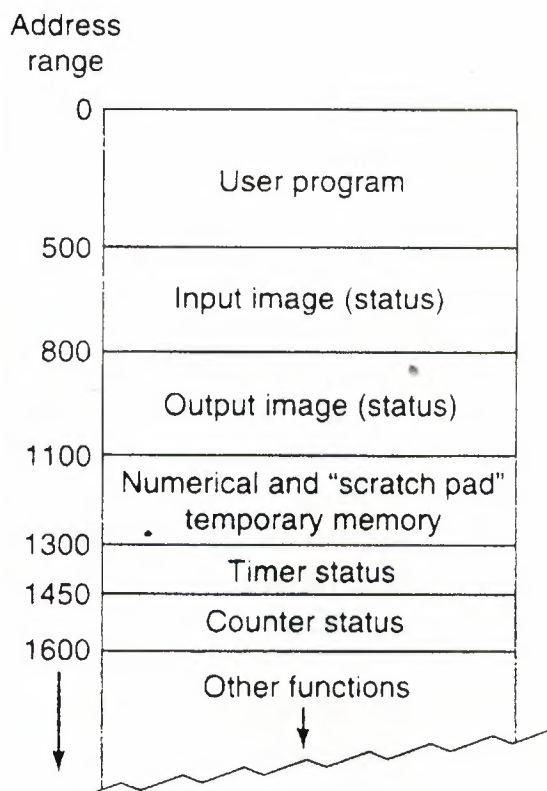 Address
range
0
User program
500
Input image (status)
800
Output image (status)
1100
Numerical and “scratch pad”
temporary memory
1300
Timer status
1450
Counter status
1600
Other functions